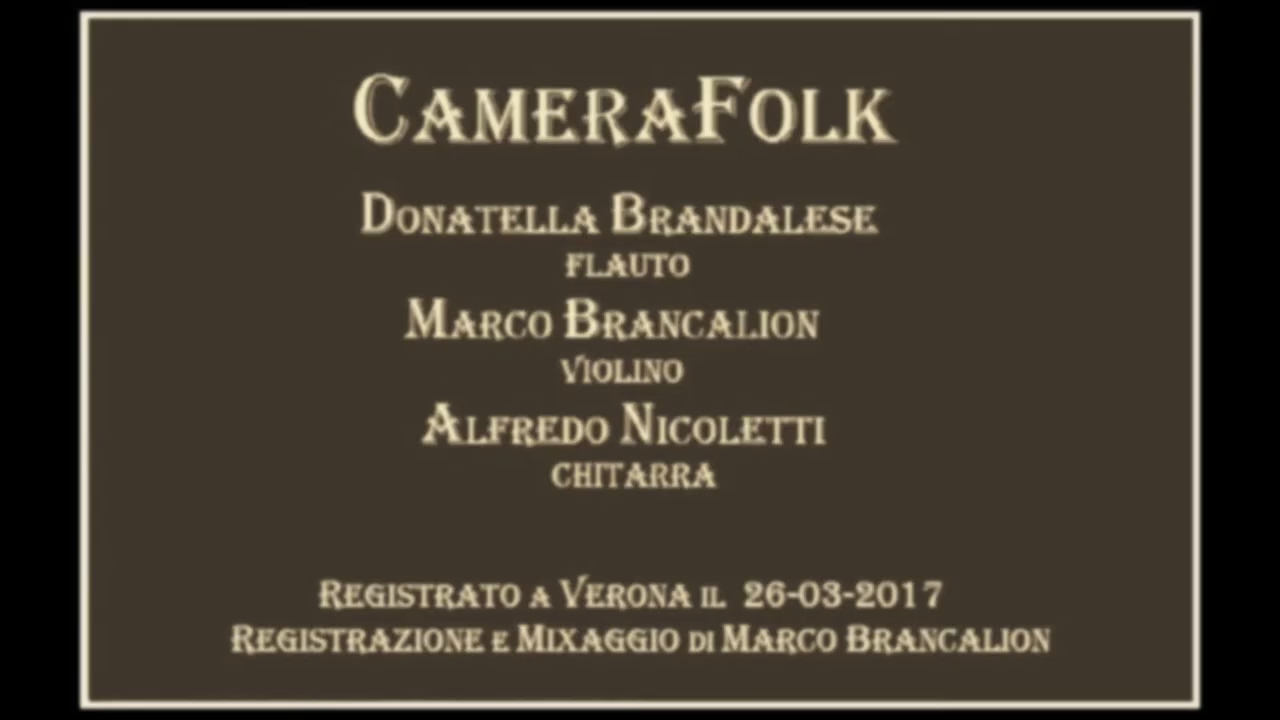 CameraFolk
Donatella Brandalese
flauto
Marco Brancalion
violino
Alfredo Nicoletti
chitarra
Registrato a Verona il 26-03-2017
Registrazione e Mixaggio di Marco Brancalion